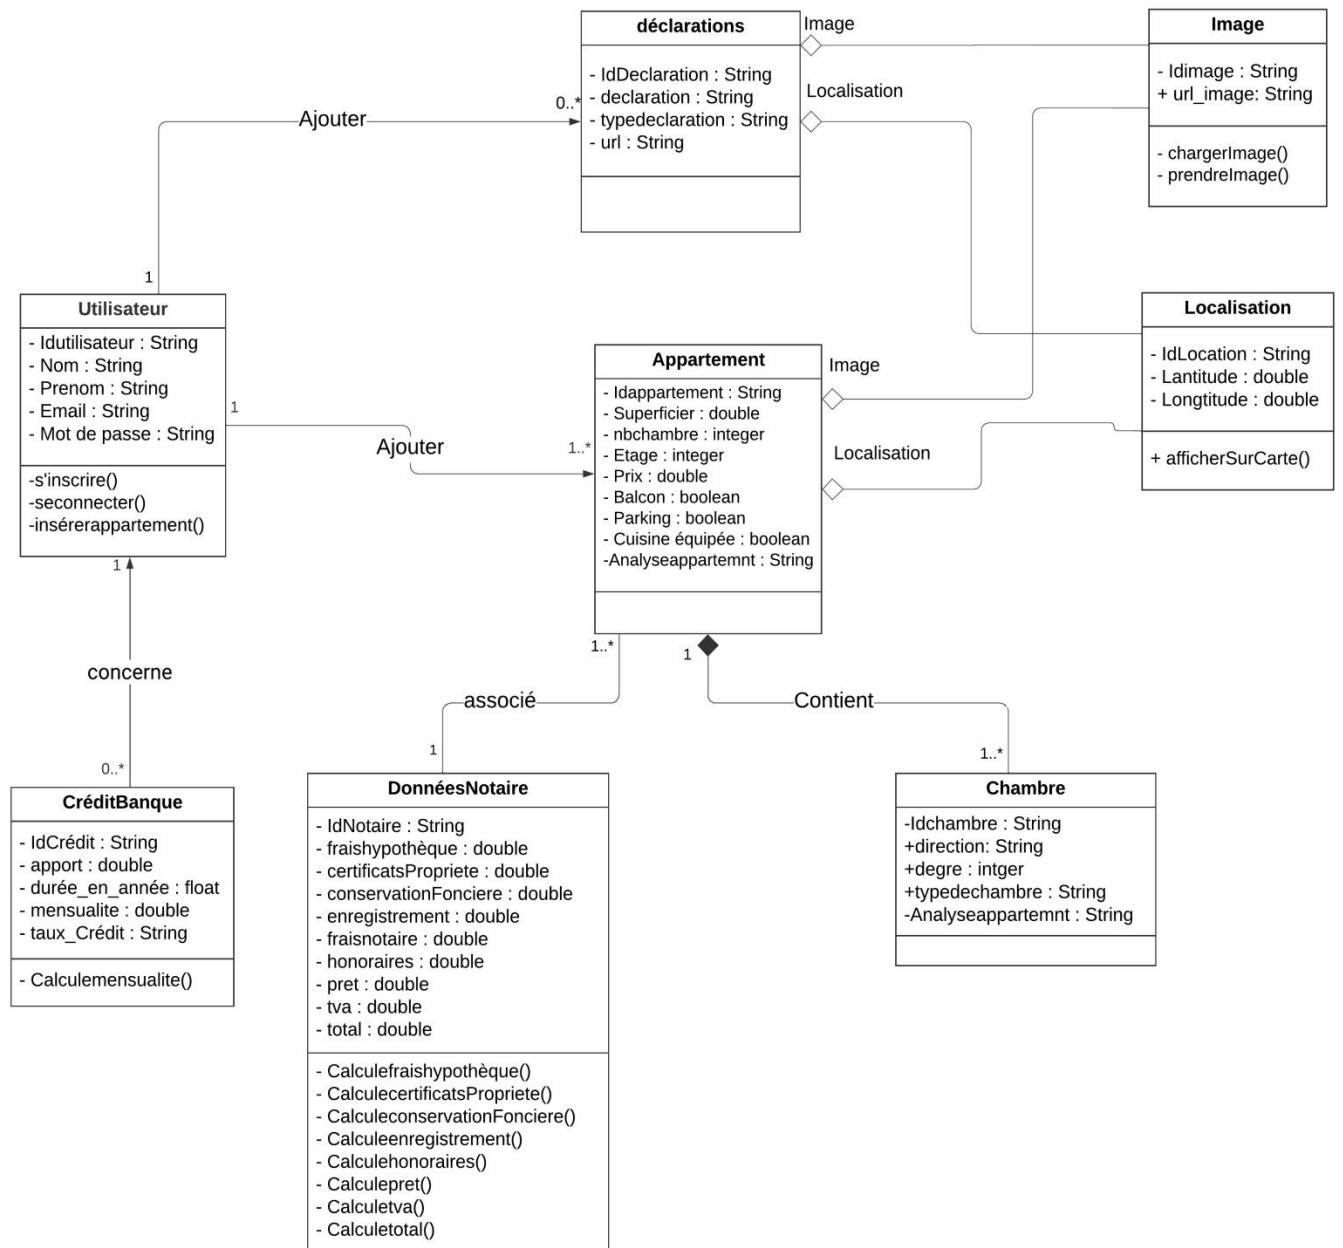 déclarations
- IdDeclaration : String
- declaration : String
- typedeclaration : String
- url : String
Image
Localisation
Image
- Idimage : String
+ url_image: String
- chargerImage()
- prendreImage()
Ajouter
0..*
1
Utilisateur
- Idutilisateur : String
- Nom : String
- Prenom : String
- Email : String
- Mot de passe : String
-s'inscrire()
-seconnecter()
-insérerappartement()
1
Ajouter
1..*
Appartement
- Idappartement : String
- Superficier : double
- nbchambre : integer
- Etage : integer
- Prix : double
- Balcon : boolean
- Parking : boolean
- Cuisine équipée : boolean
-Analyseappartemnt : String
Image
Localisation
Localisation
- IdLocation : String
- Lantitude : double
- Longtitude : double
+ afficherSurCarte()
1
concerne
0..*
1..*
associé
1
1
Contient
1..*
CréditBanque
- IdCrédit : String
- apport : double
- durée_en_année : float
- mensualite : double
- taux_Crédit : String
- Calculemensualite()
DonnéesNotaire
- IdNotaire : String
- fraishypothèque : double
- certificatsPropriete : double
- conservationFonciere : double
- enregistrement : double
- fraisnotaire : double
- honoraires : double
- pret : double
- tva : double
- total : double
- Calculefraishypothèque()
- CalculecertificatsPropriete()
- CalculeconservationFonciere()
- Calculeenregistrement()
- Calculehonoraires()
- Calculepret()
- Calculetva()
- Calculetotal()
Chambre
-Idchambre : String
+direction: String
+degre : intger
+typedechambre : String
-Analyseappartemnt : String